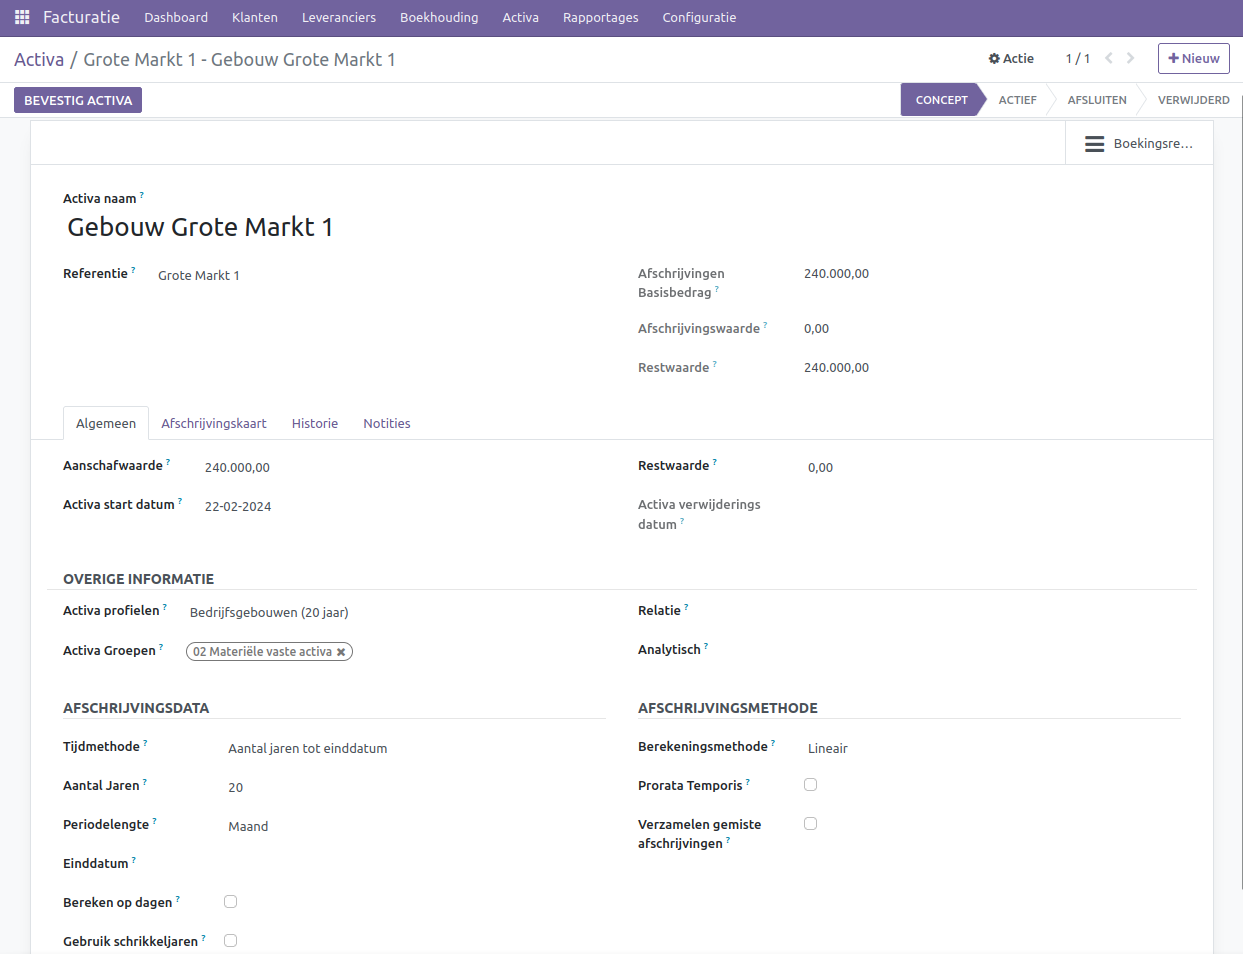 Facturatie Dashboard Klanten Leveranciers Boekhouding Activa Rapportages Configuratie
Activa / Grote Markt 1 - Gebouw Grote Markt 1
Actie 1 / 1 Nieuw
BEVESTIG ACTIVA
CONCEPT ACTIEF AFSLUITEN VERWIJDERD
Boekingsre...
Activa naam ?
Gebouw Grote Markt 1
Referentie ? Grote Markt 1
Afschrijvingen
Basisbedrag ?
240.000,00
Afschrijvingswaarde ? 0,00
Restwaarde ? 240.000,00
Algemeen Afschrijvingskaart Historie Notities
Aanschafwaarde ? 240.000,00
Restwaarde ? 0,00
Activa start datum ? 22-02-2024
Activa verwijderings
datum ?
OVERIGE INFORMATIE
Activa profielen ? Bedrijfsgebouwen (20 jaar)
Relatie ?
Activa Groepen ? 02 Materiële vaste activa
Analytisch ?
AFSCHRIJVINGSDATA
Tijdmethode ? Aantal jaren tot einddatum
Aantal Jaren ? 20
Periodelengte ? Maand
Einddatum ?
Bereken op dagen ?
Gebruik schrikkeljaren ?
AFSCHRIJVINGSMETHODE
Berekeningsmethode ? Lineair
Prorata Temporis ?
Verzamelen gemiste
afschrijvingen ?